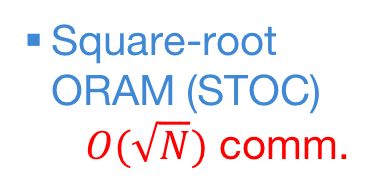 ▪ Square-root
ORAM (STOC)
O(√N) comm.